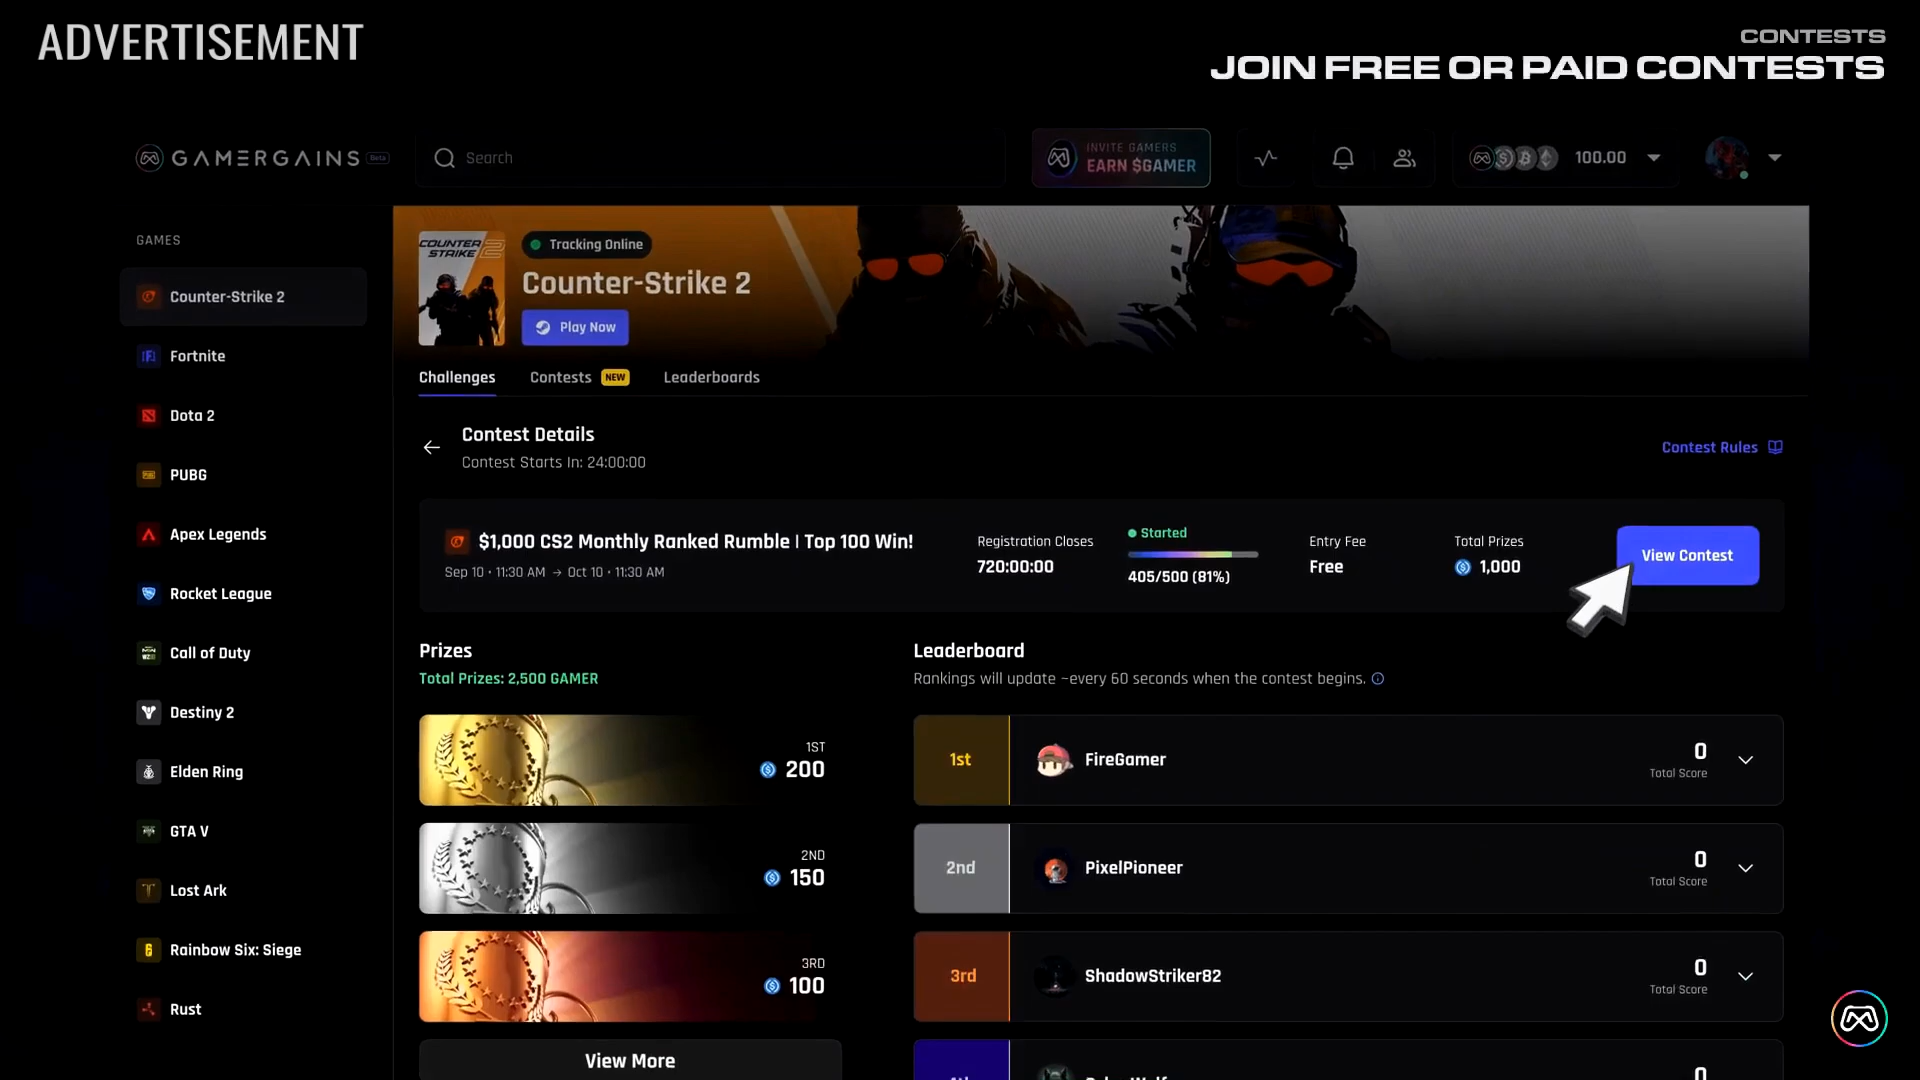 ADVERTISEMENT
CONTESTS
JOIN FREE OR PAID CONTESTS
GAMERGAINS Beta
Search
INVITE GAMERS
EARN $GAMER
100.00
GAMES
Counter-Strike 2
Fortnite
Dota 2
PUBG
Apex Legends
Rocket League
Call of Duty
Destiny 2
Elden Ring
GTA V
Lost Ark
Rainbow Six: Siege
Rust
COUNTER
STRIKE 2
Tracking Online
Counter-Strike 2
Play Now
Challenges
Contests NEW
Leaderboards
Contest Details
Contest Starts In: 24:00:00
Contest Rules
$1,000 CS2 Monthly Ranked Rumble | Top 100 Win!
Sep 10 • 11:30 AM → Oct 10 • 11:30 AM
Registration Closes
720:00:00
Started
405/500 (81%)
Entry Fee
Free
Total Prizes
1,000
View Contest
Prizes
Total Prizes: 2,500 GAMER
1ST
200
2ND
150
3RD
100
View More
Leaderboard
Rankings will update ~every 60 seconds when the contest begins.
1st
FireGamer
0
Total Score
2nd
PixelPioneer
0
Total Score
3rd
ShadowStriker82
0
Total Score